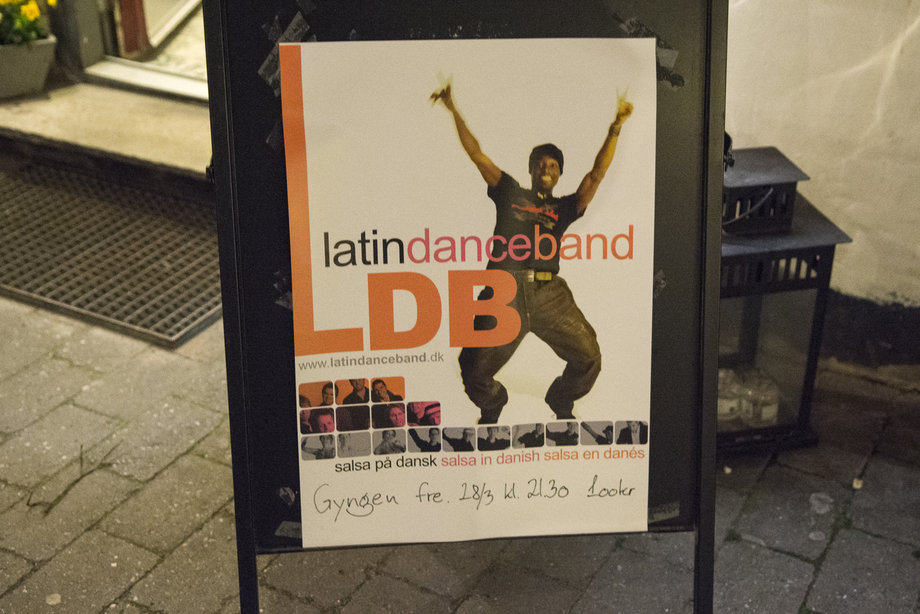 latindanceband
LDB
www.latindanceband.dk
salsa på dansk salsa in danish salsa en danés
Gyngen fre. 28/3 kl. 21.30 100kr